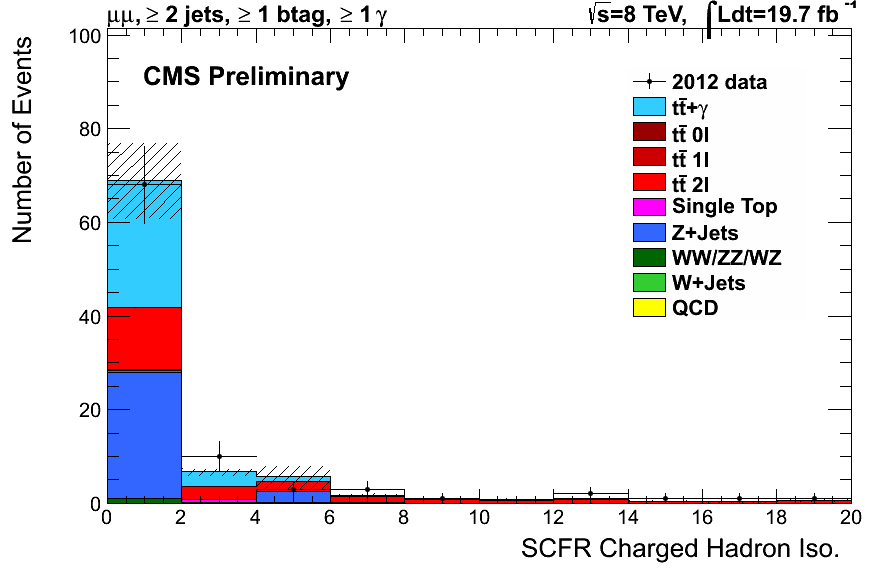 μμ, ≥ 2 jets, ≥ 1 btag, ≥ 1 γ
√s=8 TeV, ∫Ldt=19.7 fb⁻¹
CMS Preliminary
2012 data
tt̄+γ
tt̄ 0l
tt̄ 1l
tt̄ 2l
Single Top
Z+Jets
WW/ZZ/WZ
W+Jets
QCD
Number of Events
100
80
60
40
20
0
0 2 4 6 8 10 12 14 16 18 20
SCFR Charged Hadron Iso.